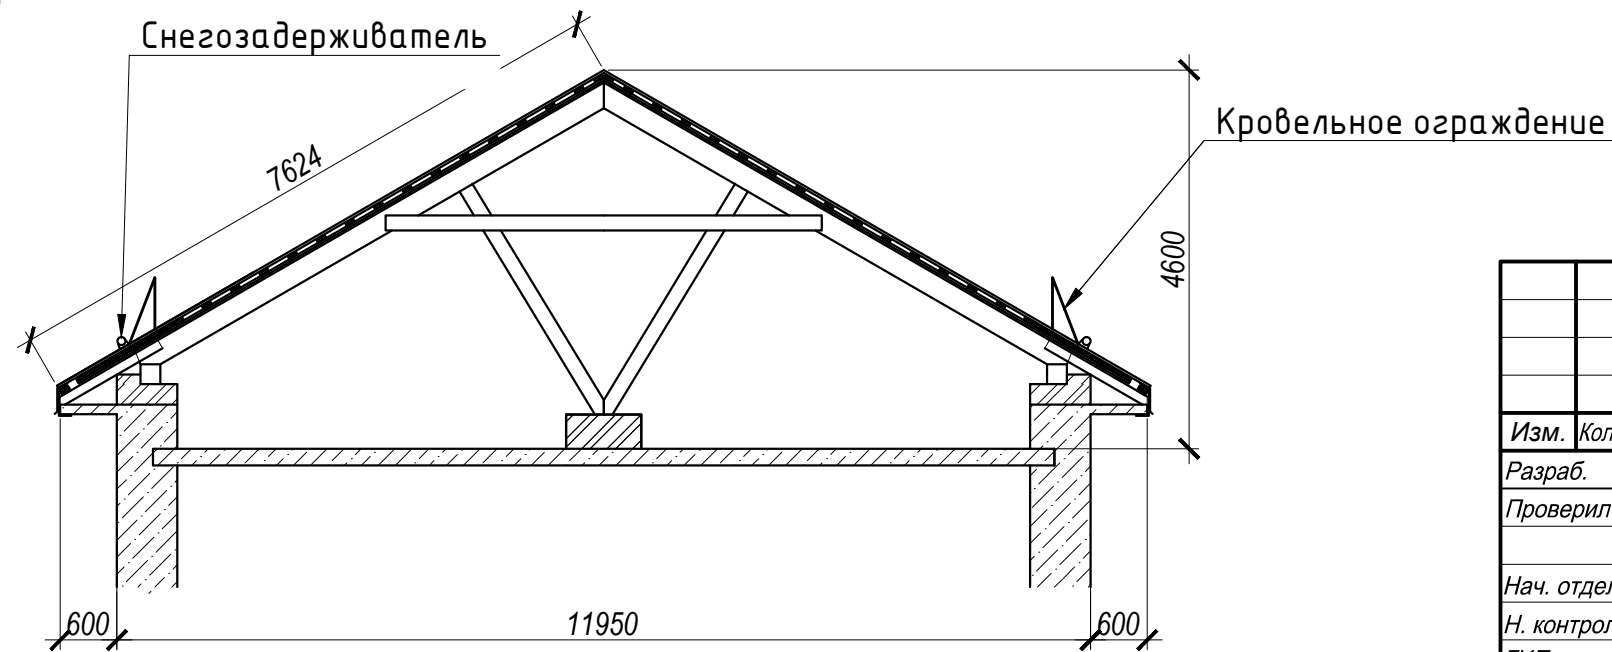 Снегозадерживатель
Кровельное ограждение
7624
4600
Изм.
Разраб.
Проверил
600
11950
600